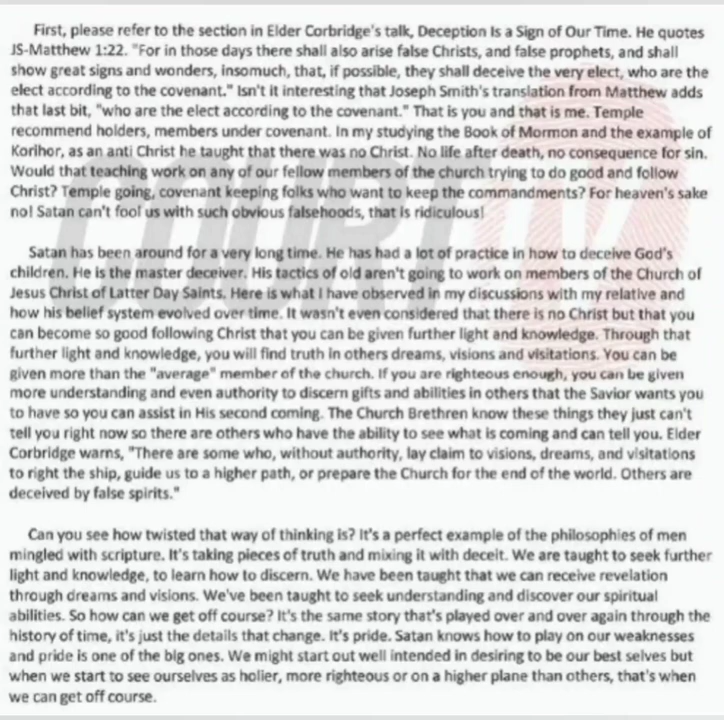 First, please refer to the section in Elder Corbridge's talk, Deception Is a Sign of Our Time. He quotes
JS-Matthew 1:22. "For in those days there shall also arise false Christs, and false prophets, and shall
show great signs and wonders, insomuch, that, if possible, they shall deceive the very elect, who are the
elect according to the covenant." Isn't it interesting that Joseph Smith's translation from Matthew adds
that last bit, "who are the elect according to the covenant." That is you and that is me. Temple
recommend holders, members under covenant. In my studying the Book of Mormon and the example of
Korihor, as an anti Christ he taught that there was no Christ. No life after death, no consequence for sin.
Would that teaching work on any of our fellow members of the church trying to do good and follow
Christ? Temple going, covenant keeping folks who want to keep the commandments? For heaven's sake
no! Satan can't fool us with such obvious falsehoods, that is ridiculous!
Satan has been around for a very long time. He has had a lot of practice in how to deceive God's
children. He is the master deceiver. His tactics of old aren't going to work on members of the Church of
Jesus Christ of Latter Day Saints. Here is what I have observed in my discussions with my relative and
how his belief system evolved over time. It wasn't even considered that there is no Christ but that you
can become so good following Christ that you can be given further light and knowledge. Through that
further light and knowledge, you will find truth in others dreams, visions and visitations. You can be
given more than the "average" member of the church. If you are righteous enough, you can be given
more understanding and even authority to discern gifts and abilities in others that the Savior wants you
to have so you can assist in His second coming. The Church Brethren know these things they just can't
tell you right now so there are others who have the ability to see what is coming and can tell you. Elder
Corbridge warns, "There are some who, without authority, lay claim to visions, dreams, and visitations
to right the ship, guide us to a higher path, or prepare the Church for the end of the world. Others are
deceived by false spirits."
Can you see how twisted that way of thinking is? It's a perfect example of the philosophies of men
mingled with scripture. It's taking pieces of truth and mixing it with deceit. We are taught to seek further
light and knowledge, to learn how to discern. We have been taught that we can receive revelation
through dreams and visions. We've been taught to seek understanding and discover our spiritual
abilities. So how can we get off course? It's the same story that's played over and over again through the
history of time, it's just the details that change. It's pride. Satan knows how to play on our weaknesses
and pride is one of the big ones. We might start out well intended in desiring to be our best selves but
when we start to see ourselves as holier, more righteous or on a higher plane than others, that's when
we can get off course.
COURT TV